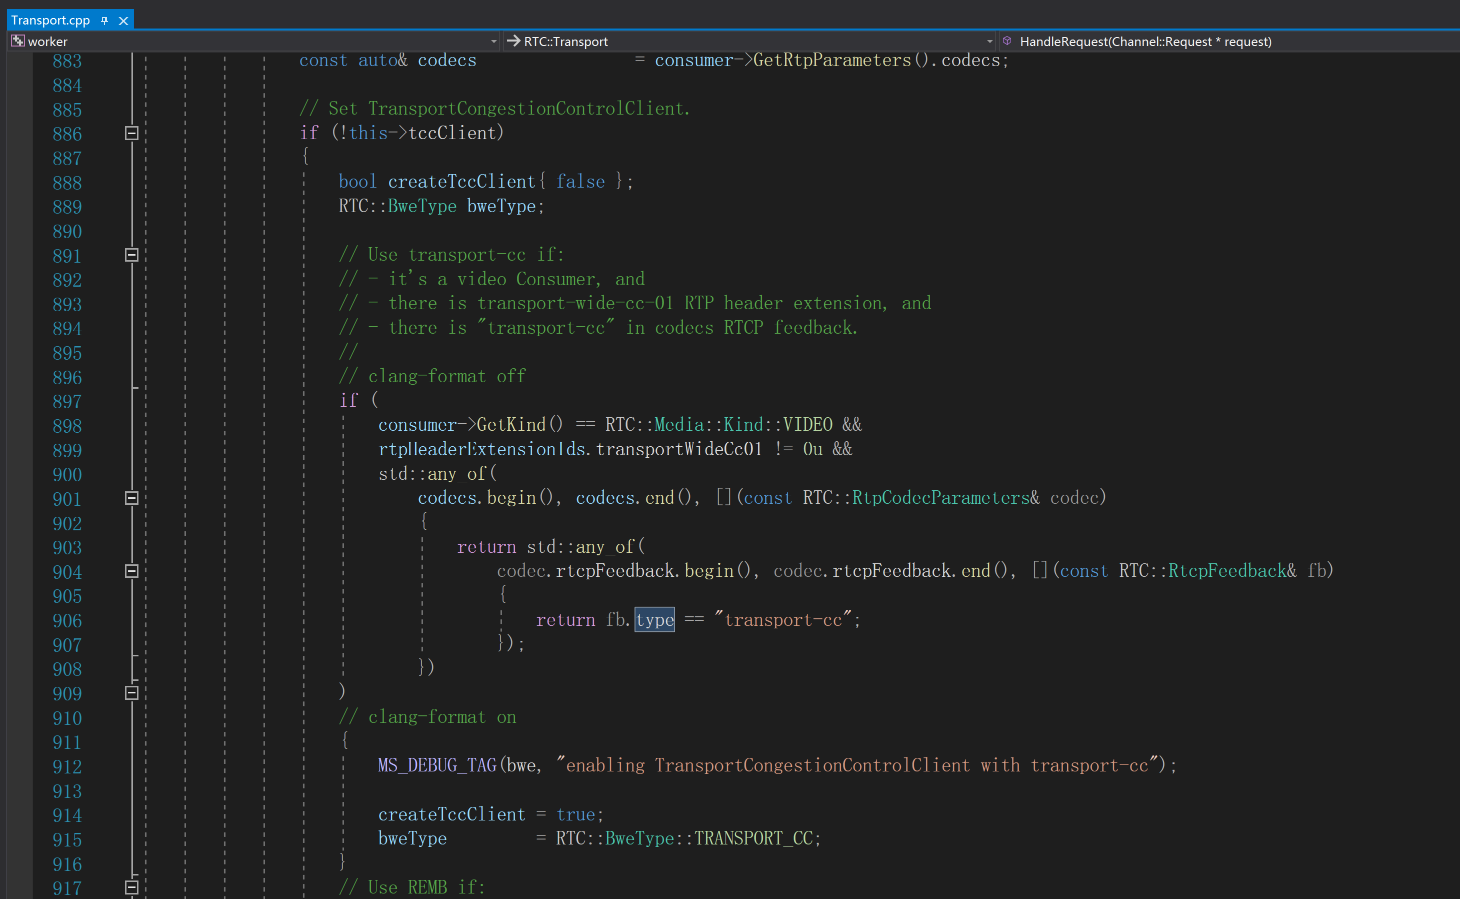 Transport.cpp
worker RTC::Transport HandleRequest(Channel::Request * request)
883 const auto& codecs = consumer->GetRtpParameters().codecs;
884
885 // Set TransportCongestionControlClient.
886 if (!this->tccClient)
887 {
888 bool createTccClient{ false };
889 RTC::BweType bweType;
890
891 // Use transport-cc if:
892 // - it's a video Consumer, and
893 // - there is transport-wide-cc-01 RTP header extension, and
894 // - there is "transport-cc" in codecs RTCP feedback.
895 //
896 // clang-format off
897 if (
898 consumer->GetKind() == RTC::Media::Kind::VIDEO &&
899 rtpHeaderExtensionIds.transportWideCc01 != 0u &&
900 std::any_of(
901 codecs.begin(), codecs.end(), [](const RTC::RtpCodecParameters& codec)
902 {
903 return std::any_of(
904 codec.rtcpFeedback.begin(), codec.rtcpFeedback.end(), [](const RTC::RtcpFeedback& fb)
905 {
906 return fb.type == "transport-cc";
907 });
908 })
909 )
910 // clang-format on
911 {
912 MS_DEBUG_TAG(bwe, "enabling TransportCongestionControlClient with transport-cc");
913
914 createTccClient = true;
915 bweType = RTC::BweType::TRANSPORT_CC;
916 }
917 // Use REMB if: